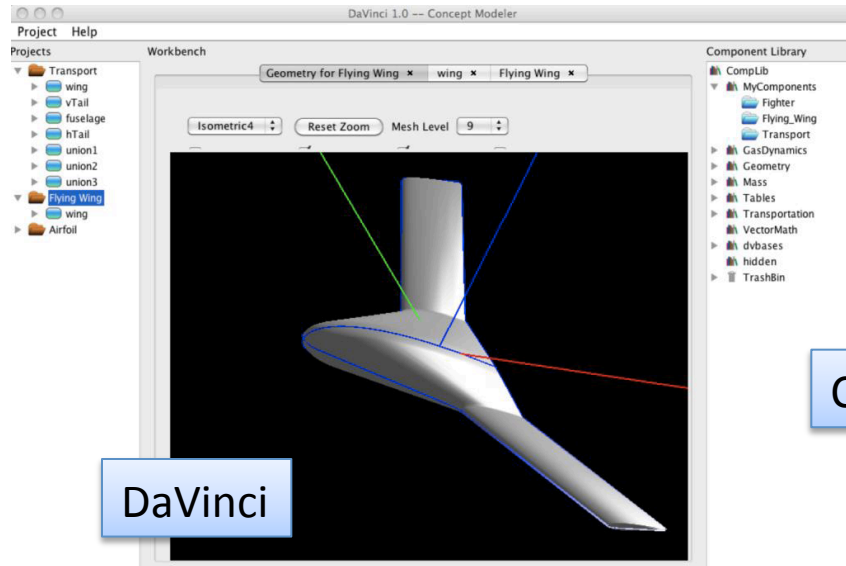 DaVinci 1.0 -- Concept Modeler
Project Help
Projects
Transport
wing
vTail
fuselage
hTail
union1
union2
union3
Flying Wing
wing
Airfoil
Workbench
Geometry for Flying Wing × wing × Flying Wing ×
Isometric4 Reset Zoom Mesh Level 9
DaVinci
Component Library
CompLib
MyComponents
Fighter
Flying_Wing
Transport
GasDynamics
Geometry
Mass
Tables
Transportation
VectorMath
dvbases
hidden
TrashBin